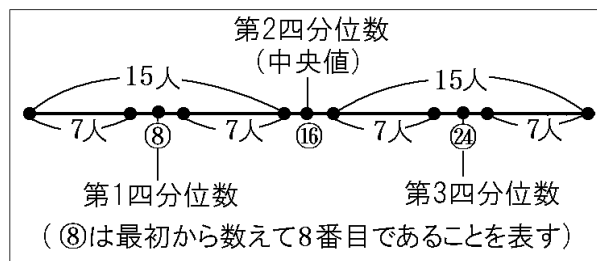 第2四分位数
(中央値)
15人 15人
7人 ⑧ 7人 ⑯ 7人 ㉔ 7人
第1四分位数 第3四分位数
(⑧は最初から数えて8番目であることを表す)